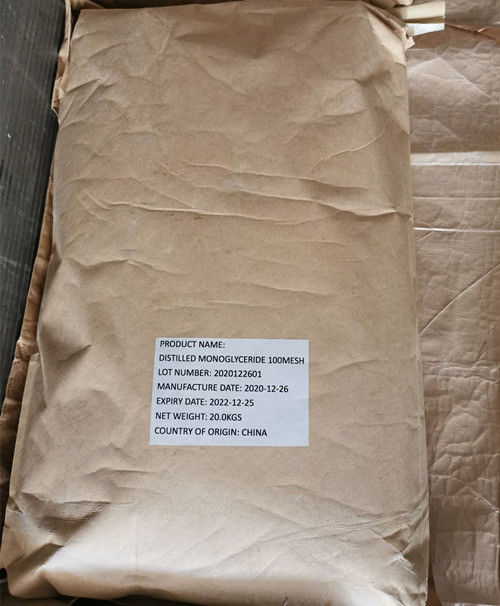 PRODUCT NAME:
DISTILLED MONOGLYCERIDE 100MESH
LOT NUMBER: 2020122601
MANUFACTURE DATE: 2020-12-26
EXPIRY DATE: 2022-12-25
NET WEIGHT: 20.0KGS
COUNTRY OF ORIGIN: CHINA